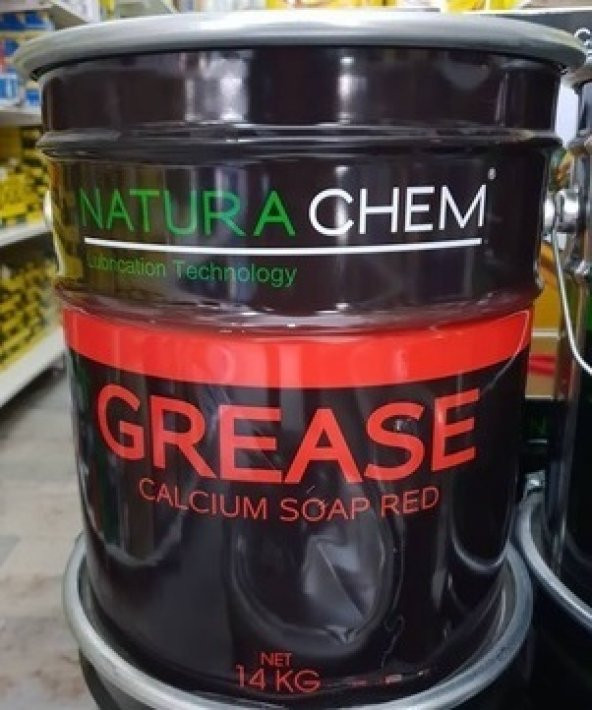 NATURA CHEM®
Lubrication Technology
GREASE
CALCIUM SOAP RED
NET
14 KG